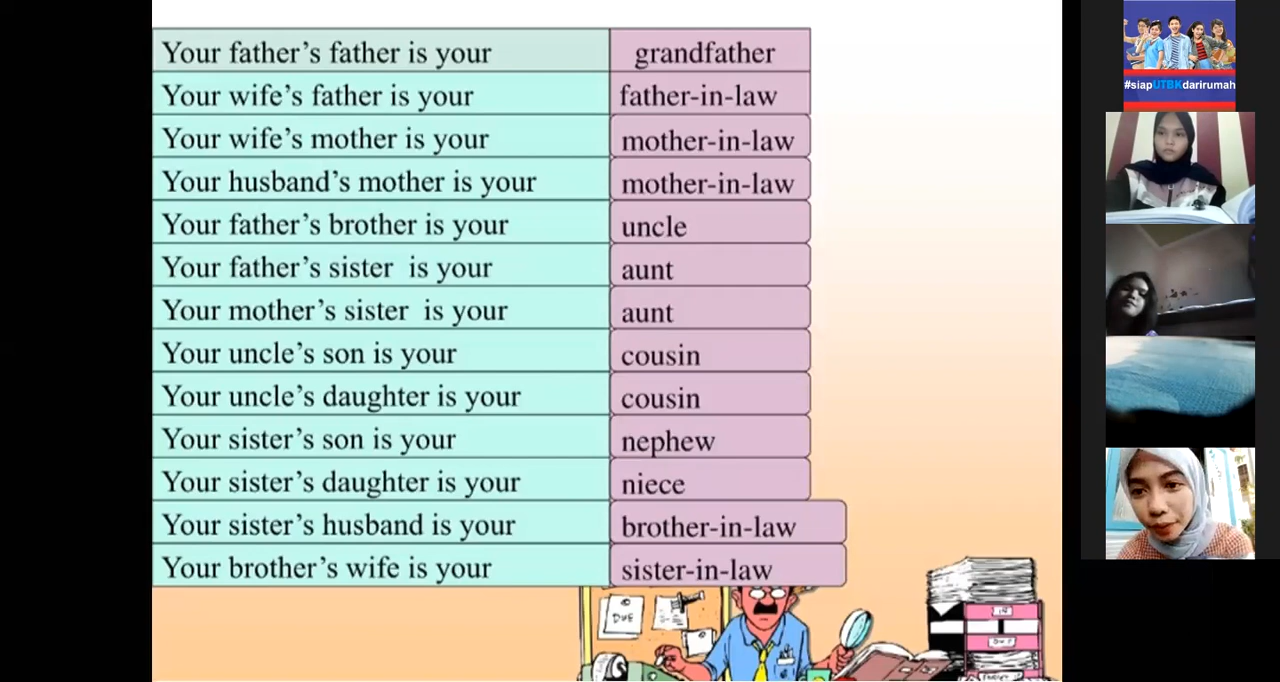 Your father’s father is your grandfather
Your wife’s father is your father-in-law
Your wife’s mother is your mother-in-law
Your husband’s mother is your mother-in-law
Your father’s brother is your uncle
Your father’s sister is your aunt
Your mother’s sister is your aunt
Your uncle’s son is your cousin
Your uncle’s daughter is your cousin
Your sister’s son is your nephew
Your sister’s daughter is your niece
Your sister’s husband is your brother-in-law
Your brother’s wife is your sister-in-law
DUE
#siapUTBKdarirumah